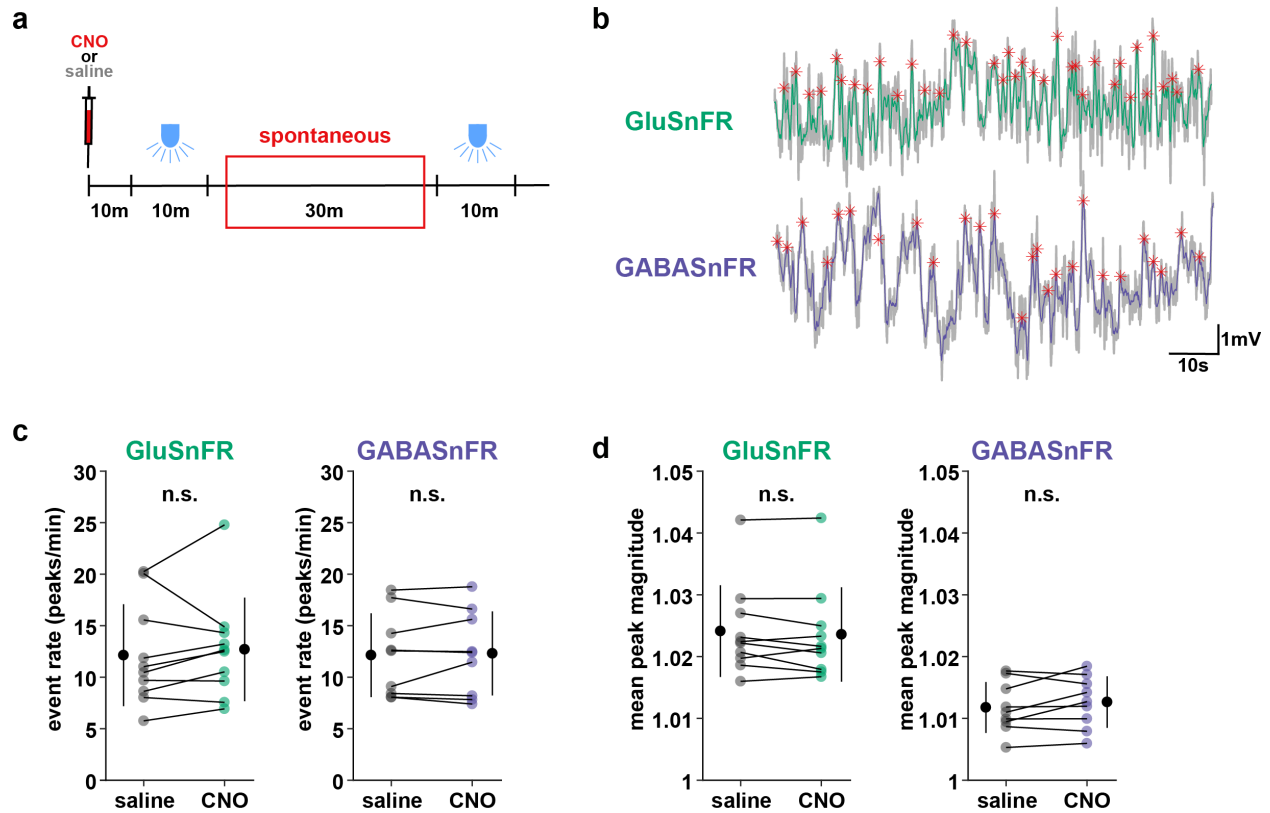 a
CNO
or
saline
spontaneous
10m
10m
30m
10m
b
GluSnFR
GABASnFR
1mV
10s
c
GluSnFR
n.s.
event rate (peaks/min)
30
25
20
15
10
5
0
saline
CNO
GABASnFR
n.s.
event rate (peaks/min)
30
25
20
15
10
5
0
saline
CNO
d
GluSnFR
n.s.
mean peak magnitude
1.05
1.04
1.03
1.02
1.01
1
saline
CNO
GABASnFR
n.s.
mean peak magnitude
1.05
1.04
1.03
1.02
1.01
1
saline
CNO